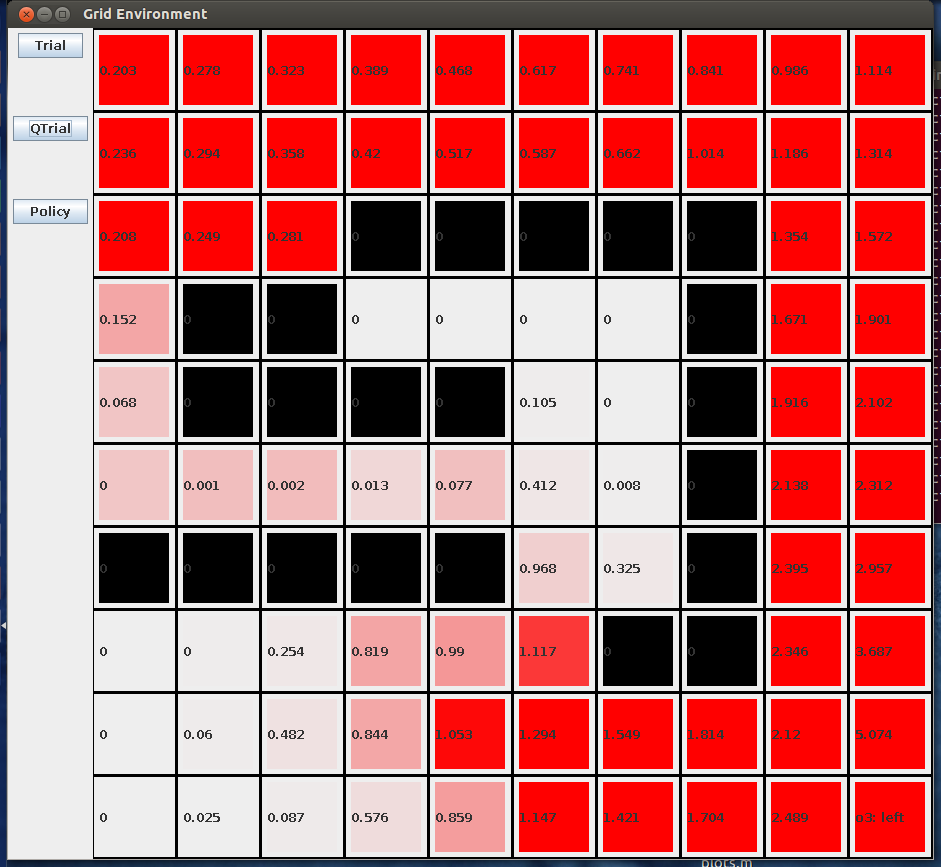 Grid Environment
Trial
0.203 0.278 0.323 0.389 0.468 0.617 0.741 0.841 0.986 1.114
QTrial
0.236 0.294 0.358 0.42 0.517 0.587 0.662 1.014 1.186 1.314
Policy
0.208 0.249 0.281 0 0 0 0 0 1.354 1.572
0.152 0 0 0 0 0 0 0 1.671 1.901
0.068 0 0 0 0 0.105 0 0 1.916 2.102
0 0.001 0.002 0.013 0.077 0.412 0.008 0 2.138 2.312
0 0 0 0 0 0.968 0.325 0 2.395 2.957
0 0 0.254 0.819 0.99 1.117 0 0 2.346 3.687
0 0.06 0.482 0.844 1.053 1.294 1.549 1.814 2.12 5.074
0 0.025 0.087 0.576 0.859 1.147 1.421 1.704 2.489 left
plots.m